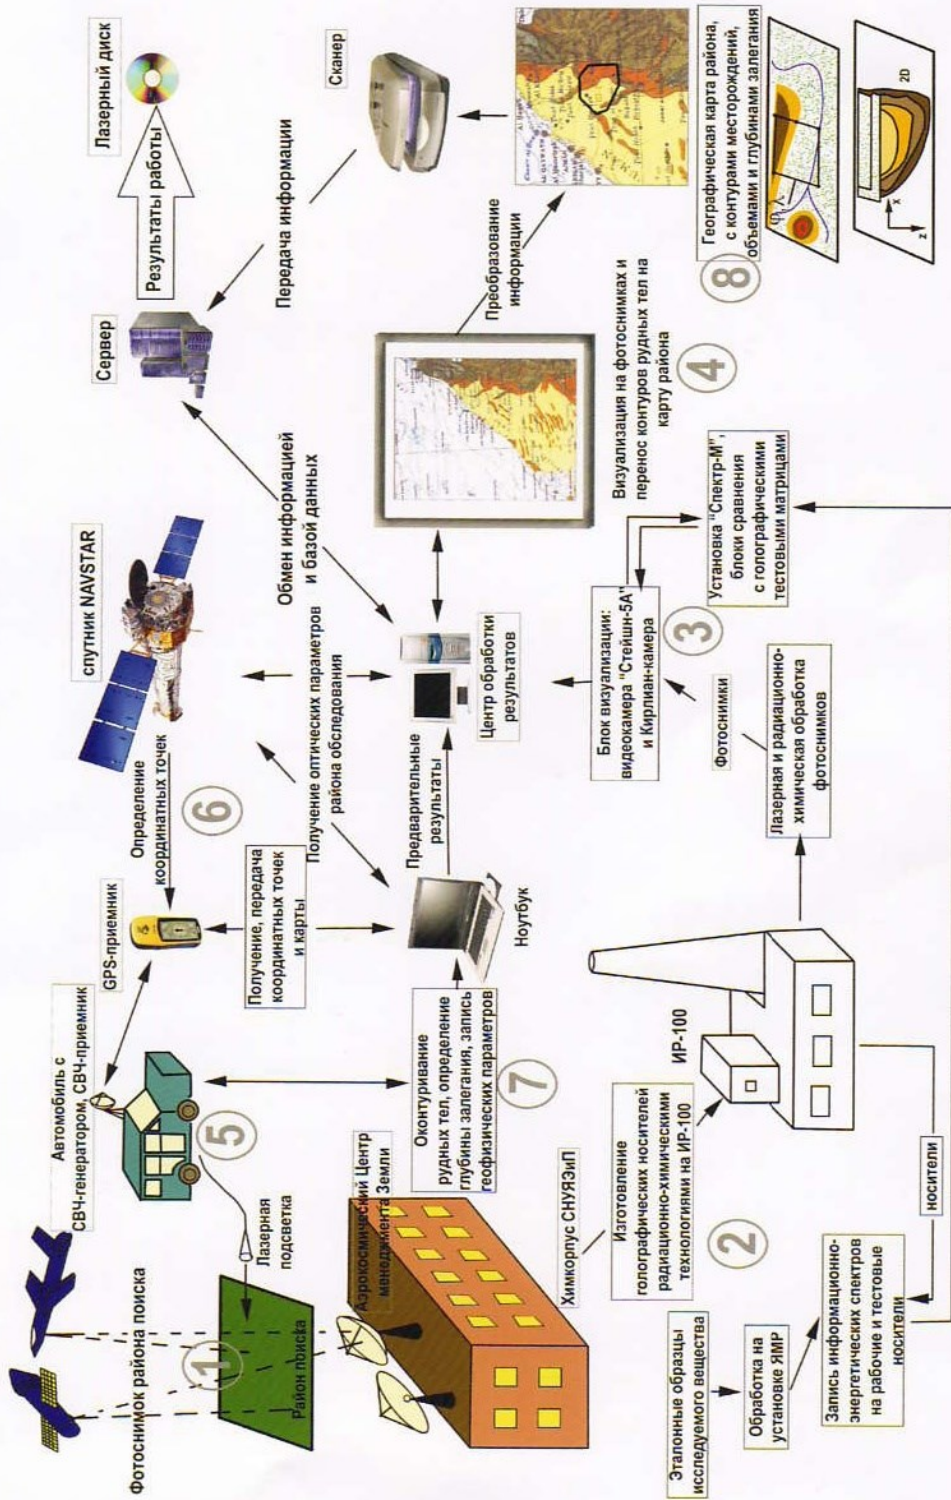 Фотоснимок района поиска
1
Район поиска
Лазерная
подсветка
Автомобиль с
СВЧ-генератором, СВЧ-приемник
5
GPS-приемник
Определение
координатных точек
6
спутник NAVSTAR
Сервер
Результаты работы
Лазерный диск
Получение, передача
координатных точек
и карты
Получение оптических параметров
района обследования
Обмен информацией
и базой данных
Передача информации
Сканер
Аэрокосмический Центр
менеджмента Земли
Оконтуривание
рудных тел, определение
глубины залегания, запись
геофизических параметров
7
Ноутбук
Предварительные
результаты
Центр обработки
результатов
Преобразование
информации
Химкорпус СНУЯЭиП
Изготовление
голографических носителей
радиационно-химическими
технологиями на ИР-100
2
ИР-100
Лазерная и радиационно-
химическая обработка
фотоснимков
Фотоснимки
Блок визуализации:
видеокамера "Стейшн-5А"
и Кирлиан-камера
3
Установка "Спектр-М",
блоки сравнения
с голографическими
тестовыми матрицами
Визуализация на фотоснимках и
перенос контуров рудных тел на
карту района
4
8
Географическая карта района,
с контурами месторождений,
объемами и глубинами залегания
2D
x
z
Эталонные образцы
исследуемого вещества
Обработка на
установке ЯМР
Запись информационно-
энергетических спектров
на рабочие и тестовые
носители
носители